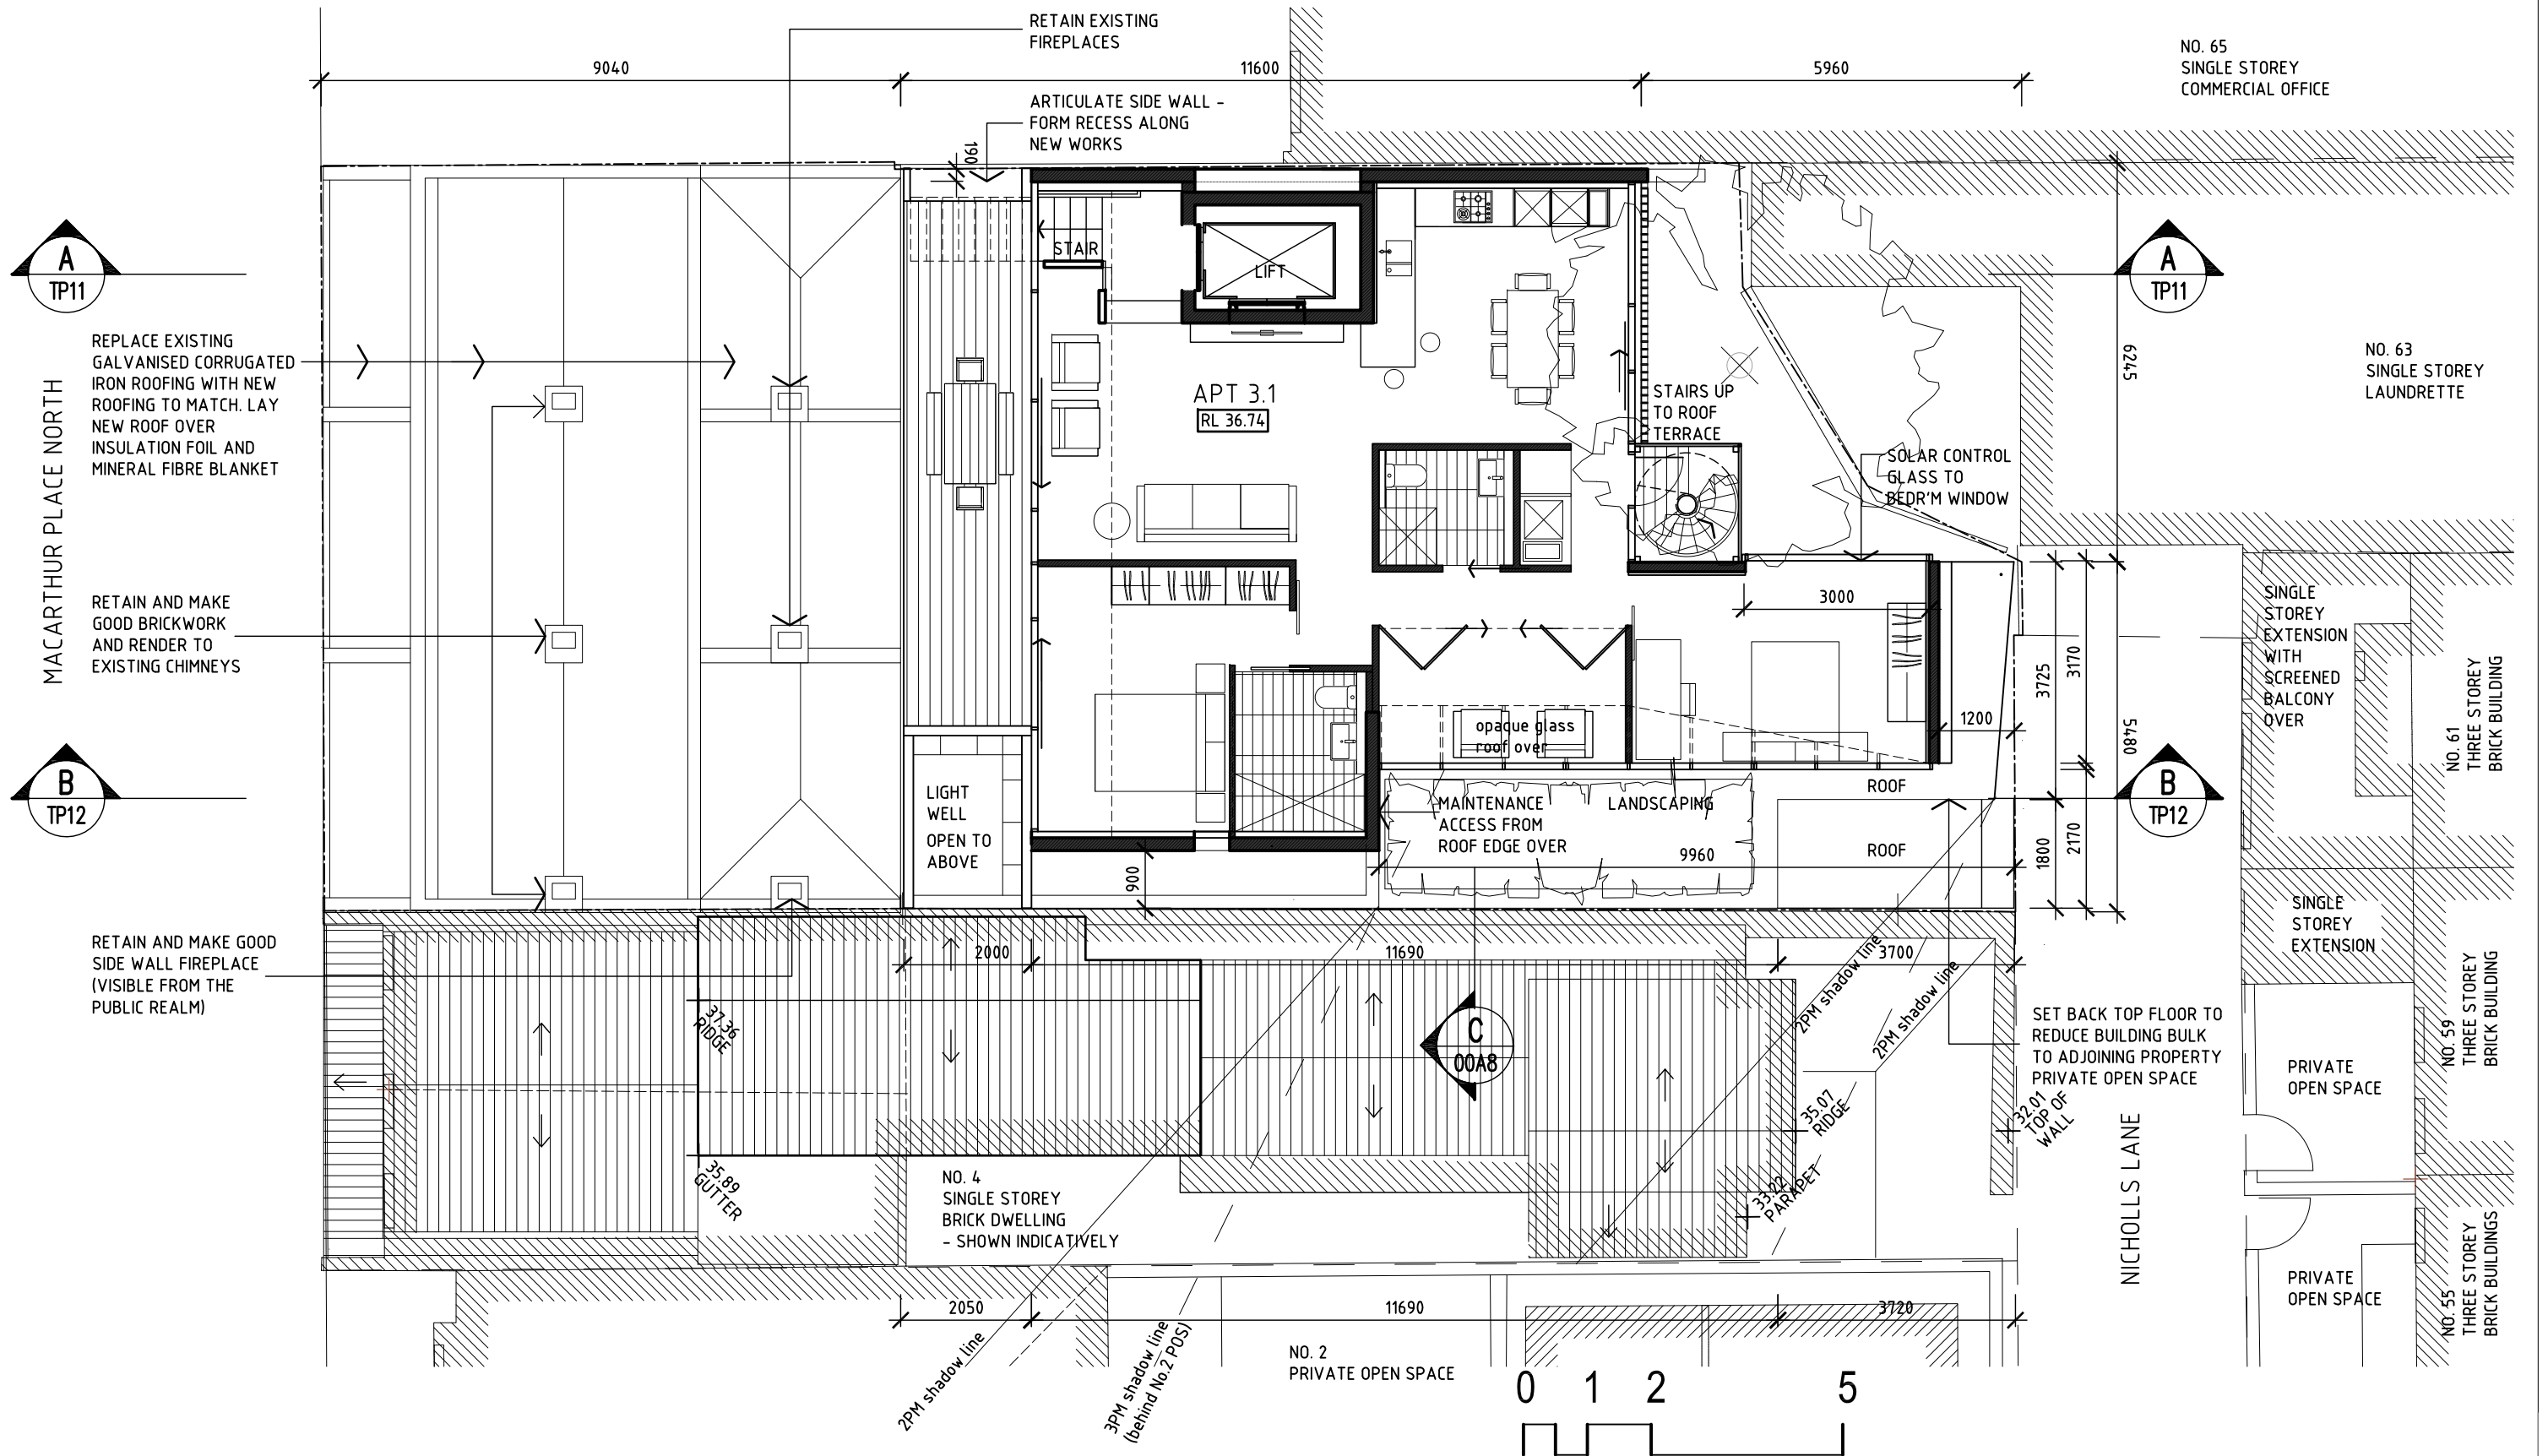 RETAIN EXISTING
FIREPLACES
NO. 65
SINGLE STOREY
COMMERCIAL OFFICE
9040
11600
5960
ARTICULATE SIDE WALL -
FORM RECESS ALONG
NEW WORKS
190
A
TP11
STAIR
LIFT
A
TP11
REPLACE EXISTING
GALVANISED CORRUGATED
IRON ROOFING WITH NEW
ROOFING TO MATCH. LAY
NEW ROOF OVER
INSULATION FOIL AND
MINERAL FIBRE BLANKET
MACARTHUR PLACE NORTH
APT 3.1
RL 36.74
STAIRS UP
TO ROOF
TERRACE
6245
NO. 63
SINGLE STOREY
LAUNDRETTE
SOLAR CONTROL
GLASS TO
BEDR'M WINDOW
RETAIN AND MAKE
GOOD BRICKWORK
AND RENDER TO
EXISTING CHIMNEYS
3000
3725
3170
5480
1200
SINGLE
STOREY
EXTENSION
WITH
SCREENED
BALCONY
OVER
NO. 61
THREE STOREY
BRICK BUILDING
opaque glass
roof over
B
TP12
LIGHT
WELL
OPEN TO
ABOVE
MAINTENANCE
ACCESS FROM
ROOF EDGE OVER
LANDSCAPING
ROOF
B
TP12
ROOF
9960
900
1800
2170
RETAIN AND MAKE GOOD
SIDE WALL FIREPLACE
(VISIBLE FROM THE
PUBLIC REALM)
2000
11690
3700
SINGLE
STOREY
EXTENSION
NO. 59
THREE STOREY
BRICK BUILDING
2PM shadow line
2PM shadow line
37.36
RIDGE
C
00A8
SET BACK TOP FLOOR TO
REDUCE BUILDING BULK
TO ADJOINING PROPERTY
PRIVATE OPEN SPACE
PRIVATE
OPEN SPACE
35.07
RIDGE
32.01
TOP OF
WALL
35.89
GUTTER
33.22
PARAPET
NO. 4
SINGLE STOREY
BRICK DWELLING
- SHOWN INDICATIVELY
NICHOLLS LANE
NO. 55
THREE STOREY
BRICK BUILDINGS
PRIVATE
OPEN SPACE
2050
11690
3720
2PM shadow line
3PM shadow line
(behind No.2 POS)
NO. 2
PRIVATE OPEN SPACE
0 1 2 5